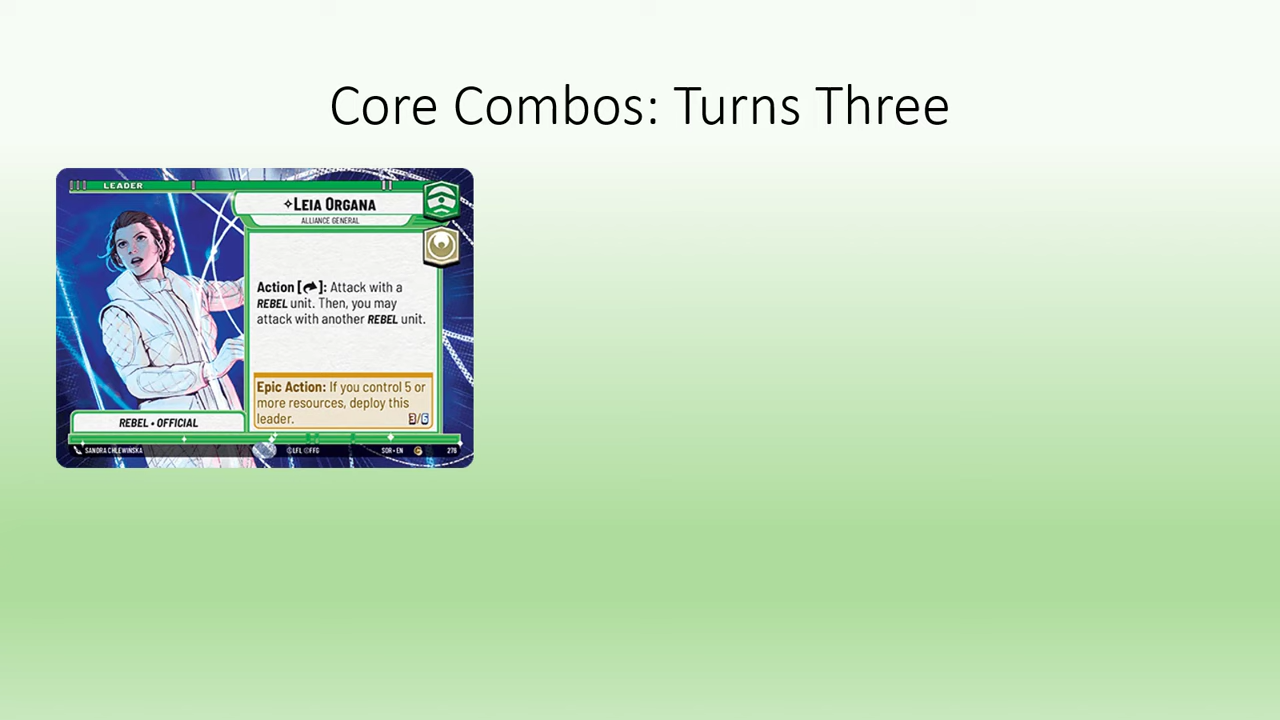 Core Combos: Turns Three
LEADER
LEIA ORGANA
ALLIANCE GENERAL
Action [ ]: Attack with a
REBEL unit. Then, you may
attack with another REBEL unit.
Epic Action: If you control 5 or
more resources, deploy this
leader.
3/6
REBEL • OFFICIAL
SANDRA CHLEWIŃSKA
©LFL ©FFG
SOR • EN
C
276